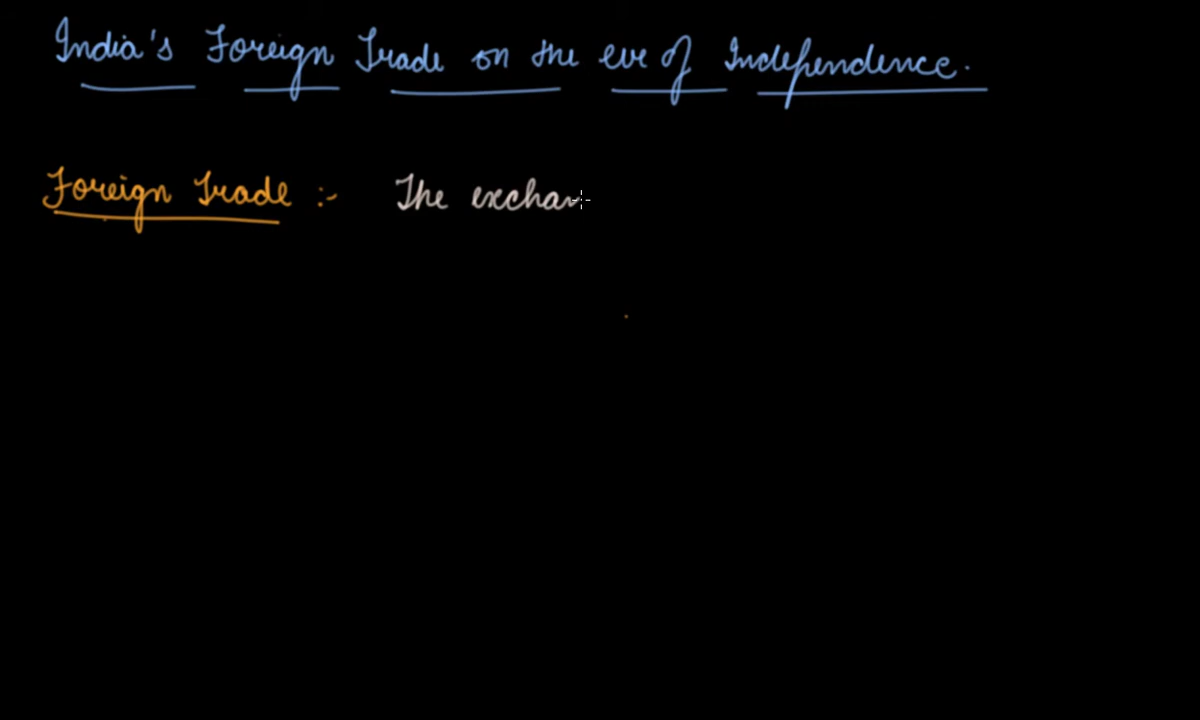 India's Foreign Trade on the eve of Independence.
Foreign Trade :- The exchan